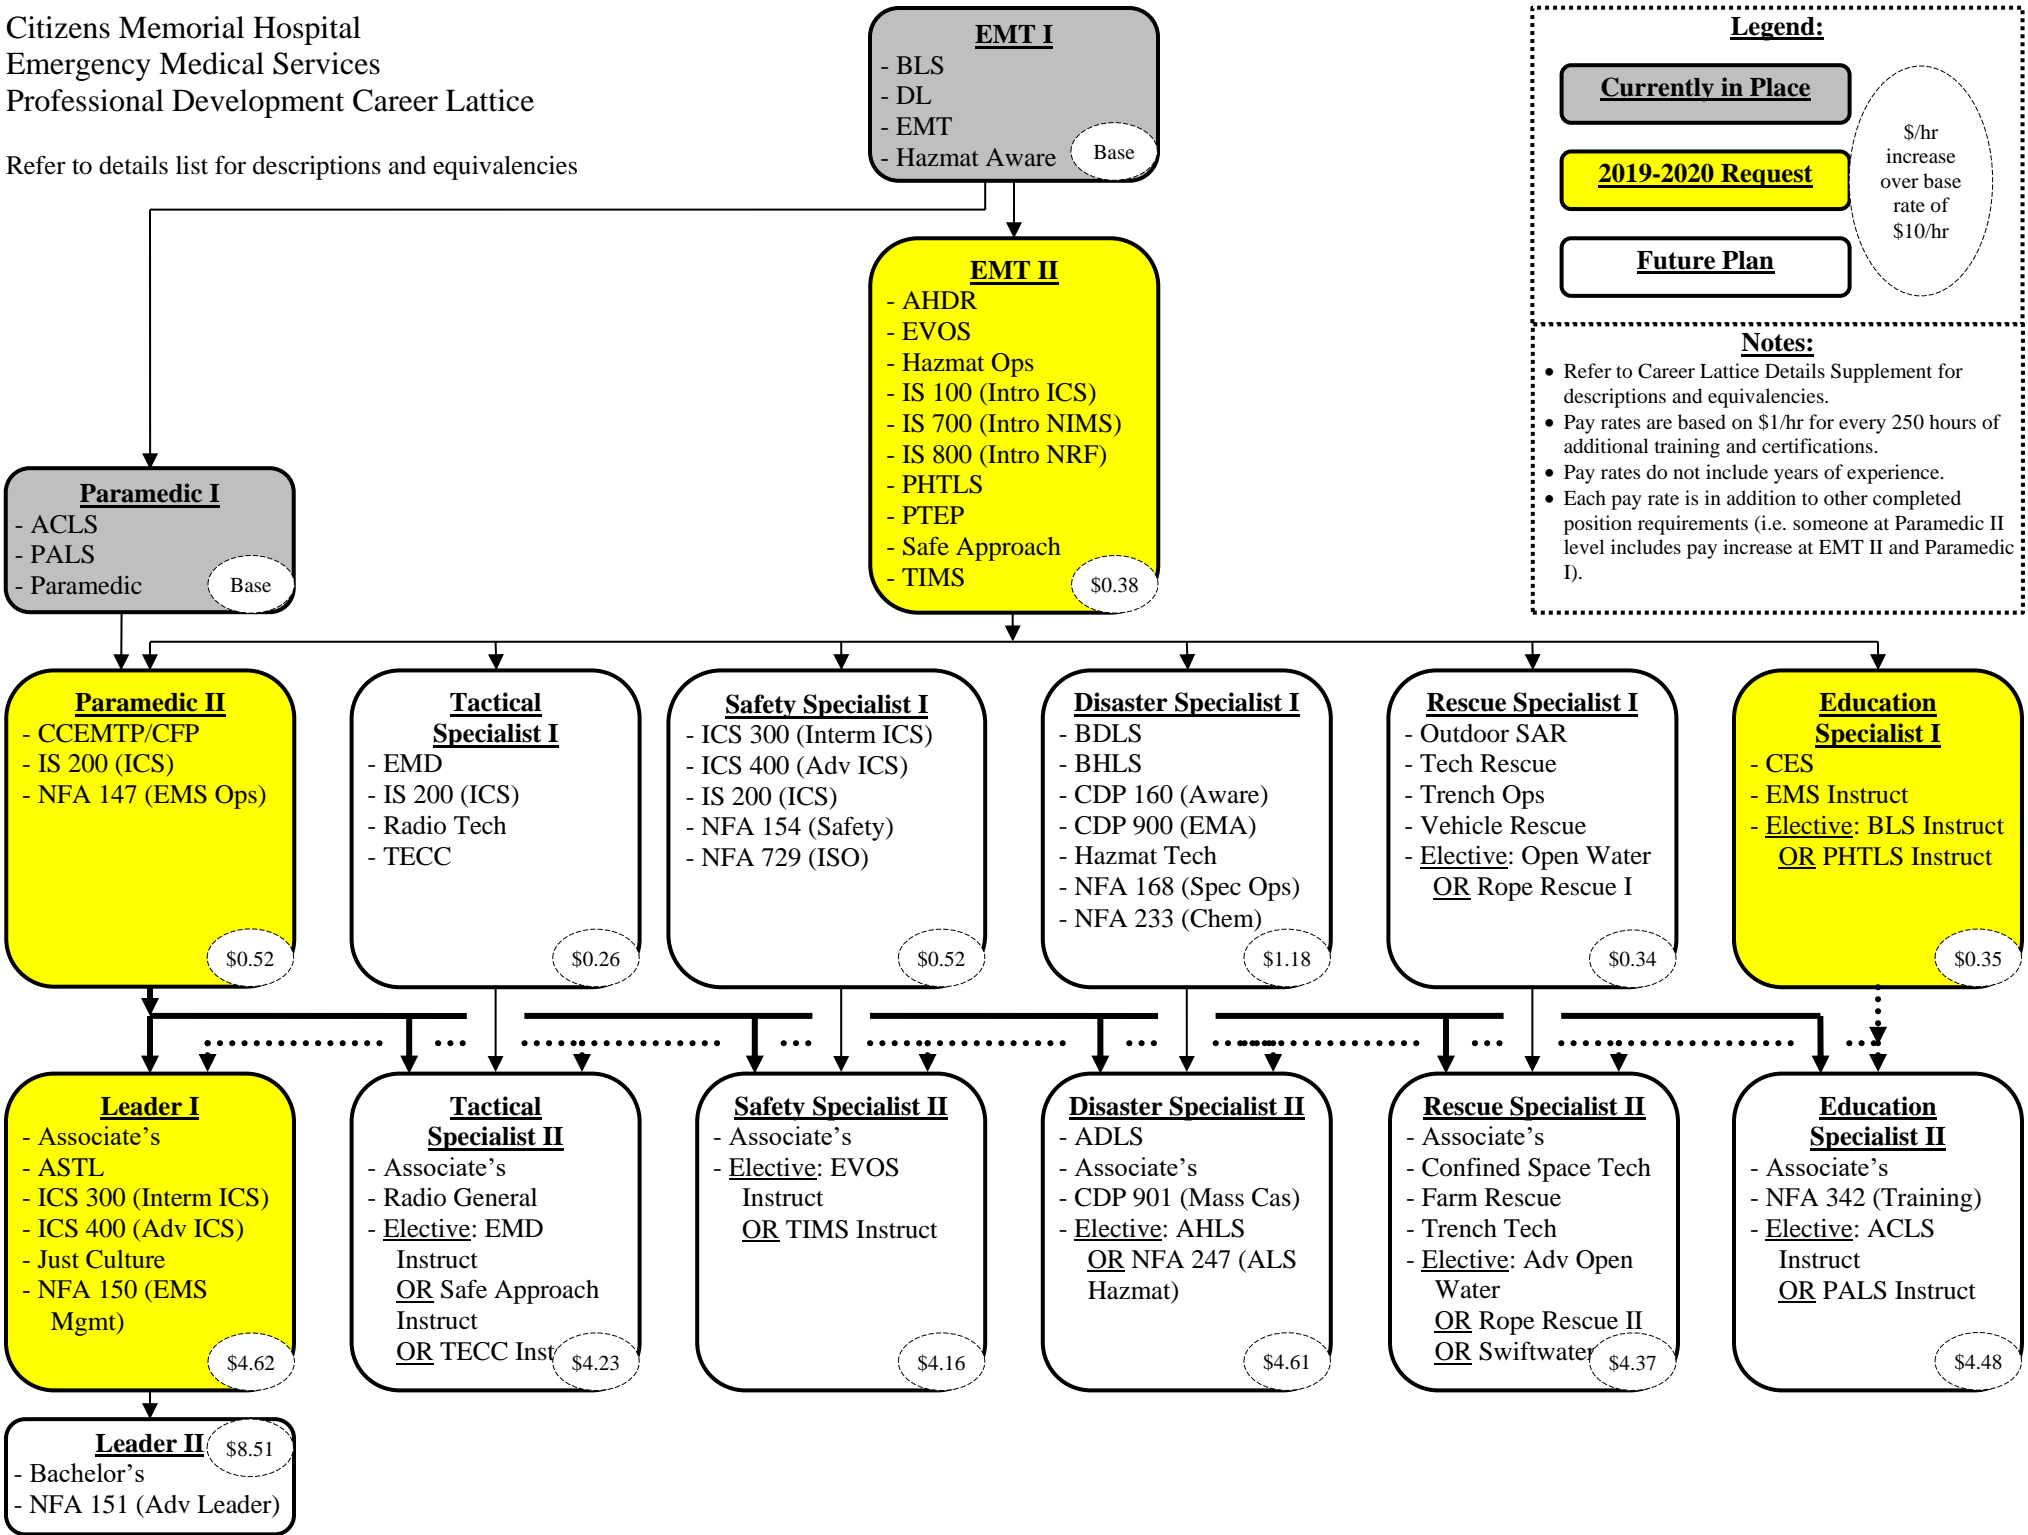 Citizens Memorial Hospital
Emergency Medical Services
Professional Development Career Lattice
Refer to details list for descriptions and equivalencies
EMT I
- BLS
- DL
- EMT
- Hazmat Aware
Base
Legend:
Currently in Place
2019-2020 Request
Future Plan
$/hr
increase
over base
rate of
$10/hr
Notes:
• Refer to Career Lattice Details Supplement for
descriptions and equivalencies.
• Pay rates are based on $1/hr for every 250 hours of
additional training and certifications.
• Pay rates do not include years of experience.
• Each pay rate is in addition to other completed
position requirements (i.e. someone at Paramedic II
level includes pay increase at EMT II and Paramedic
I).
EMT II
- AHDR
- EVOS
- Hazmat Ops
- IS 100 (Intro ICS)
- IS 700 (Intro NIMS)
- IS 800 (Intro NRF)
- PHTLS
- PTEP
- Safe Approach
- TIMS
$0.38
Paramedic I
- ACLS
- PALS
- Paramedic
Base
Paramedic II
- CCEMTP/CFP
- IS 200 (ICS)
- NFA 147 (EMS Ops)
$0.52
Tactical
Specialist I
- EMD
- IS 200 (ICS)
- Radio Tech
- TECC
$0.26
Safety Specialist I
- ICS 300 (Interm ICS)
- ICS 400 (Adv ICS)
- IS 200 (ICS)
- NFA 154 (Safety)
- NFA 729 (ISO)
$0.52
Disaster Specialist I
- BDLS
- BHLS
- CDP 160 (Aware)
- CDP 900 (EMA)
- Hazmat Tech
- NFA 168 (Spec Ops)
- NFA 233 (Chem)
$1.18
Rescue Specialist I
- Outdoor SAR
- Tech Rescue
- Trench Ops
- Vehicle Rescue
- Elective: Open Water
OR Rope Rescue I
$0.34
Education
Specialist I
- CES
- EMS Instruct
- Elective: BLS Instruct
OR PHTLS Instruct
$0.35
Leader I
- Associate's
- ASTL
- ICS 300 (Interm ICS)
- ICS 400 (Adv ICS)
- Just Culture
- NFA 150 (EMS
Mgmt)
$4.62
Tactical
Specialist II
- Associate's
- Radio General
- Elective: EMD
Instruct
OR Safe Approach
Instruct
OR TECC Inst
$4.23
Safety Specialist II
- Associate's
- Elective: EVOS
Instruct
OR TIMS Instruct
$4.16
Disaster Specialist II
- ADLS
- Associate's
- CDP 901 (Mass Cas)
- Elective: AHLS
OR NFA 247 (ALS
Hazmat)
$4.61
Rescue Specialist II
- Associate's
- Confined Space Tech
- Farm Rescue
- Trench Tech
- Elective: Adv Open
Water
OR Rope Rescue II
OR Swiftwater
$4.37
Education
Specialist II
- Associate's
- NFA 342 (Training)
- Elective: ACLS
Instruct
OR PALS Instruct
$4.48
Leader II
- Bachelor's
- NFA 151 (Adv Leader)
$8.51